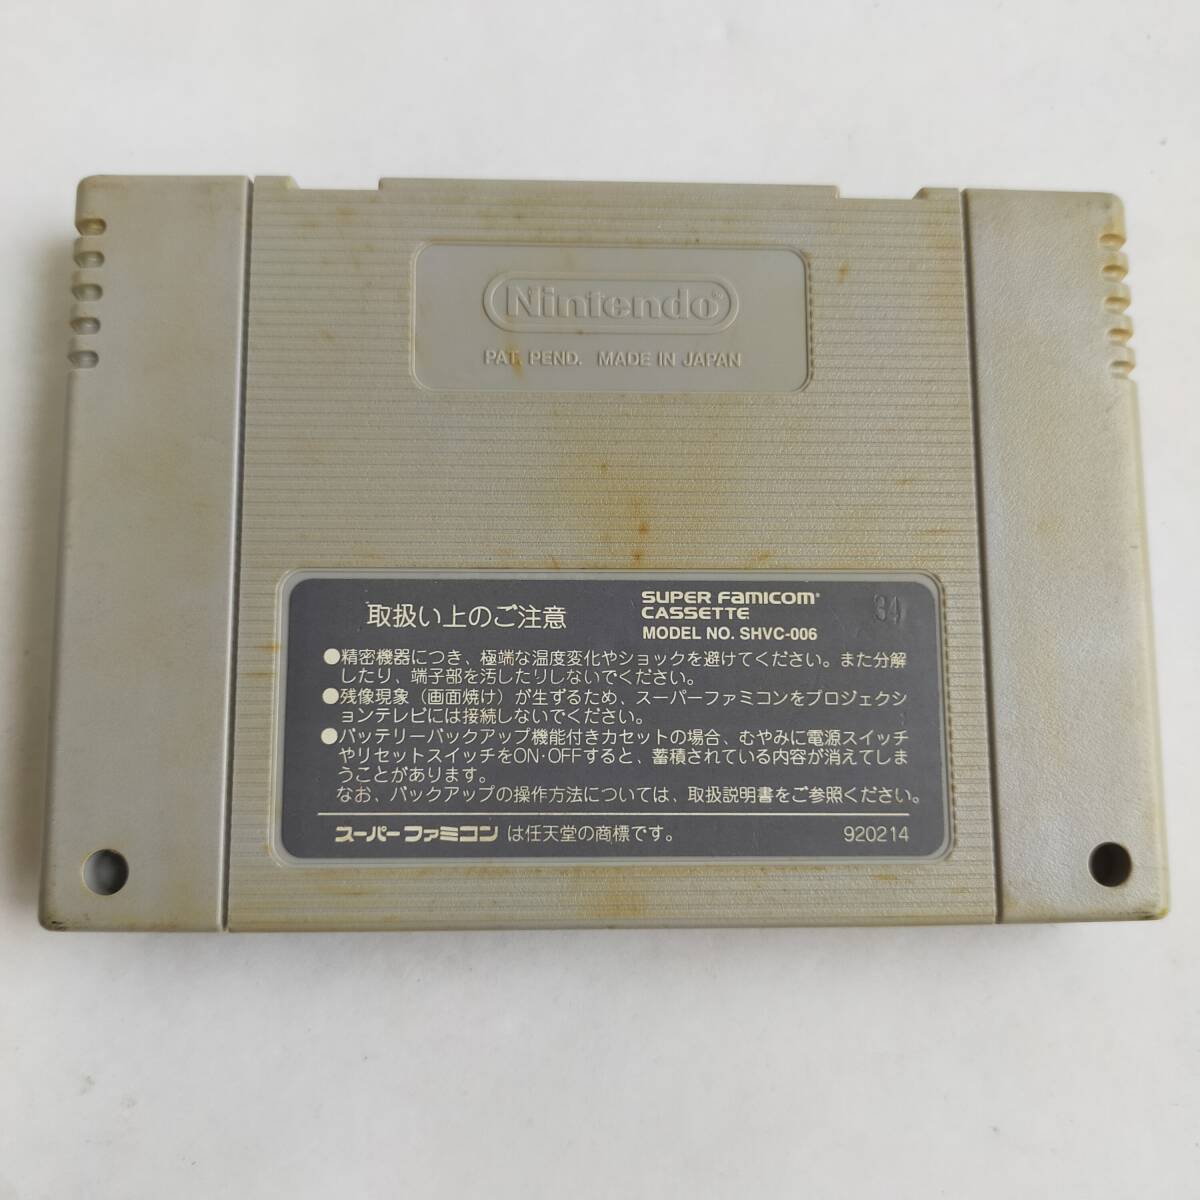 Nintendo®
PAT. PEND. MADE IN JAPAN
取扱い上のご注意
SUPER FAMICOM®
CASSETTE
MODEL NO. SHVC-006
34
●精密機器につき、極端な温度変化やショックを避けてください。また分解
したり、端子部を汚したりしないでください。
●残像現象（画面焼け）が生ずるため、スーパーファミコンをプロジェクシ
ョンテレビには接続しないでください。
●バッテリーバックアップ機能付きカセットの場合、むやみに電源スイッチ
やリセットスイッチをON・OFFすると、蓄積されている内容が消えてしま
うことがあります。
なお、バックアップの操作方法については、取扱説明書をご参照ください。
スーパーファミコン は任天堂の商標です。
920214